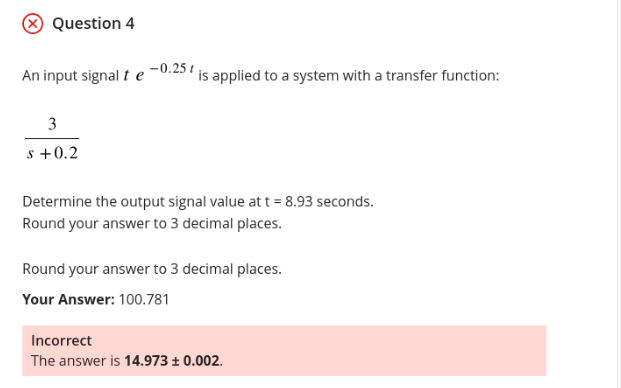 Question 4
An input signal t e^−0.25 t is applied to a system with a transfer function:
3
s +0.2
Determine the output signal value at t = 8.93 seconds.
Round your answer to 3 decimal places.
Round your answer to 3 decimal places.
Your Answer: 100.781
Incorrect
The answer is 14.973 ± 0.002.